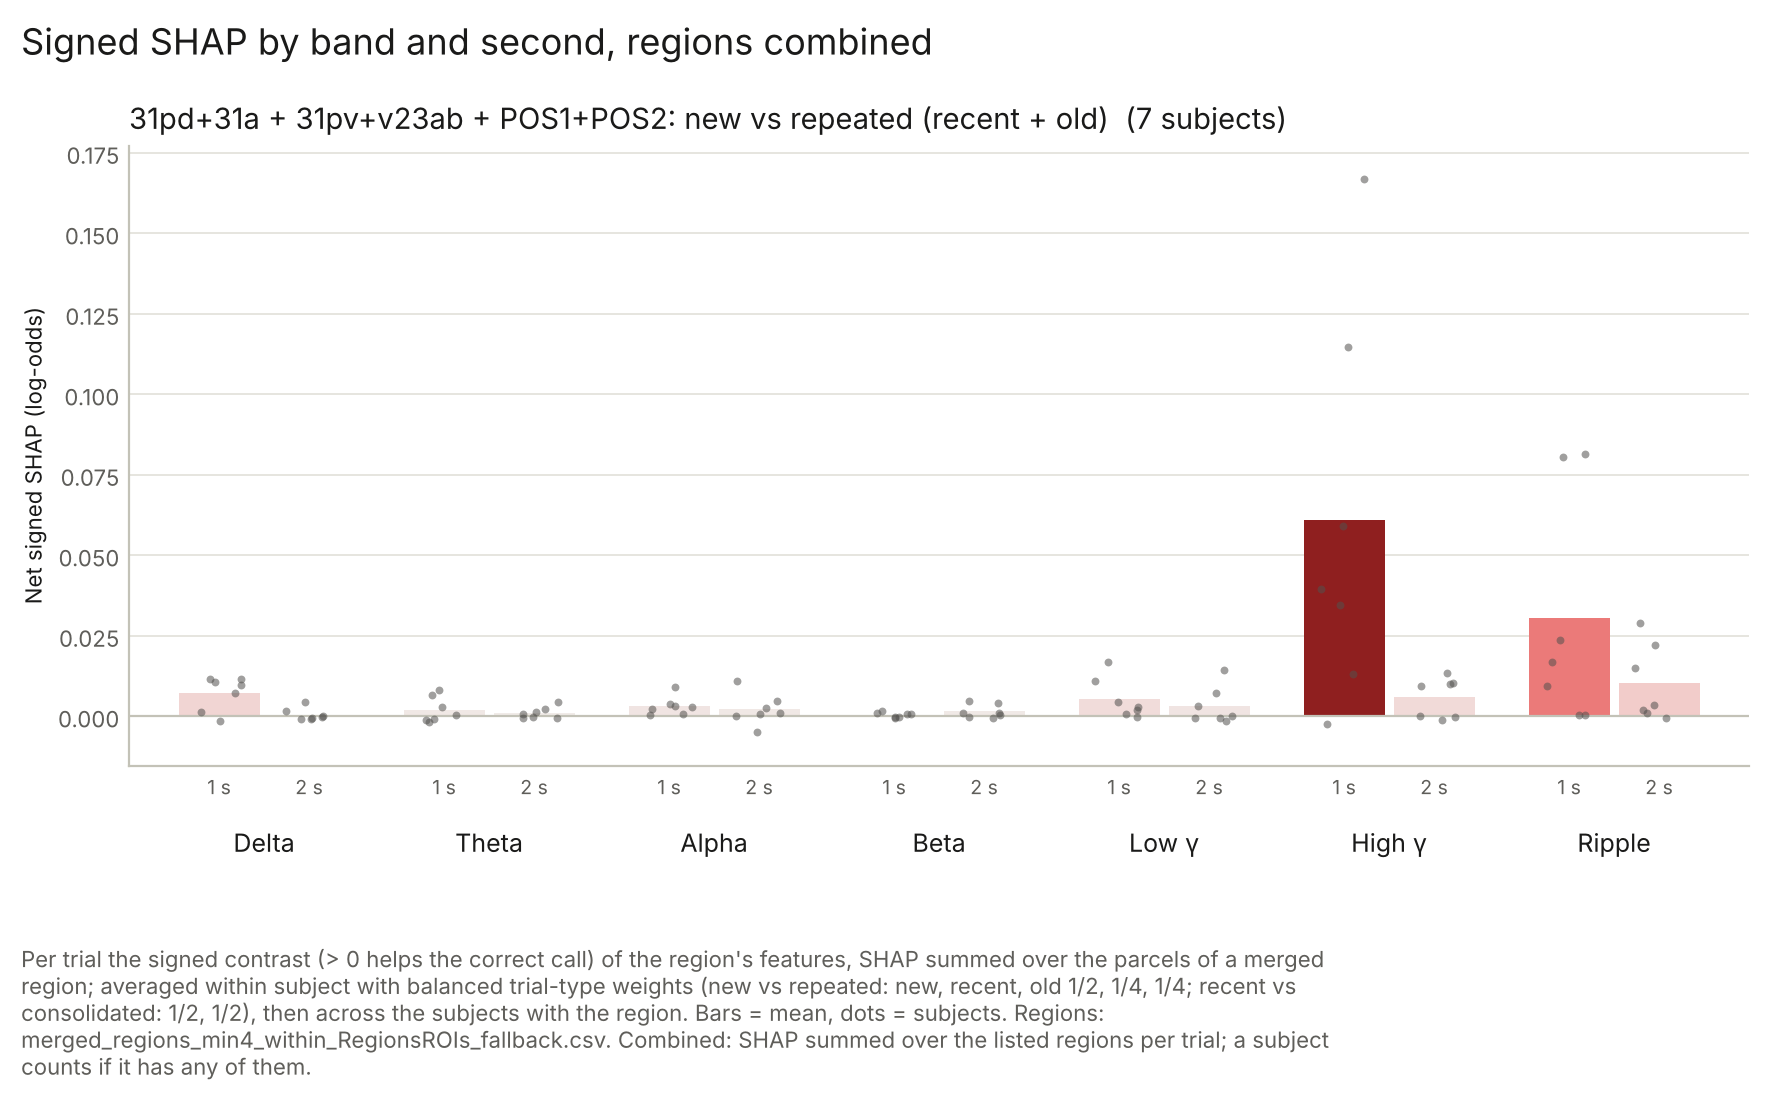 Signed SHAP by band and second, regions combined
31pd+31a + 31pv+v23ab + POS1+POS2: new vs repeated (recent + old)  (7 subjects)
Net signed SHAP (log-odds)
0.175
0.150
0.125
0.100
0.075
0.050
0.025
0.000
1 s 2 s 1 s 2 s 1 s 2 s 1 s 2 s 1 s 2 s 1 s 2 s 1 s 2 s
Delta Theta Alpha Beta Low γ High γ Ripple
Per trial the signed contrast (> 0 helps the correct call) of the region's features, SHAP summed over the parcels of a merged
region; averaged within subject with balanced trial-type weights (new vs repeated: new, recent, old 1/2, 1/4, 1/4; recent vs
consolidated: 1/2, 1/2), then across the subjects with the region. Bars = mean, dots = subjects. Regions:
merged_regions_min4_within_RegionsROIs_fallback.csv. Combined: SHAP summed over the listed regions per trial; a subject
counts if it has any of them.